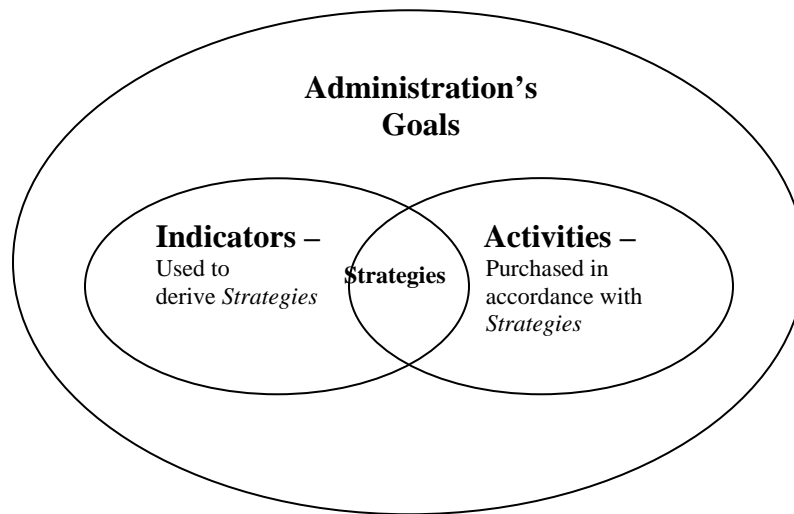 Administration’s
Goals
Indicators –
Used to
derive Strategies
Strategies
Activities –
Purchased in
accordance with
Strategies